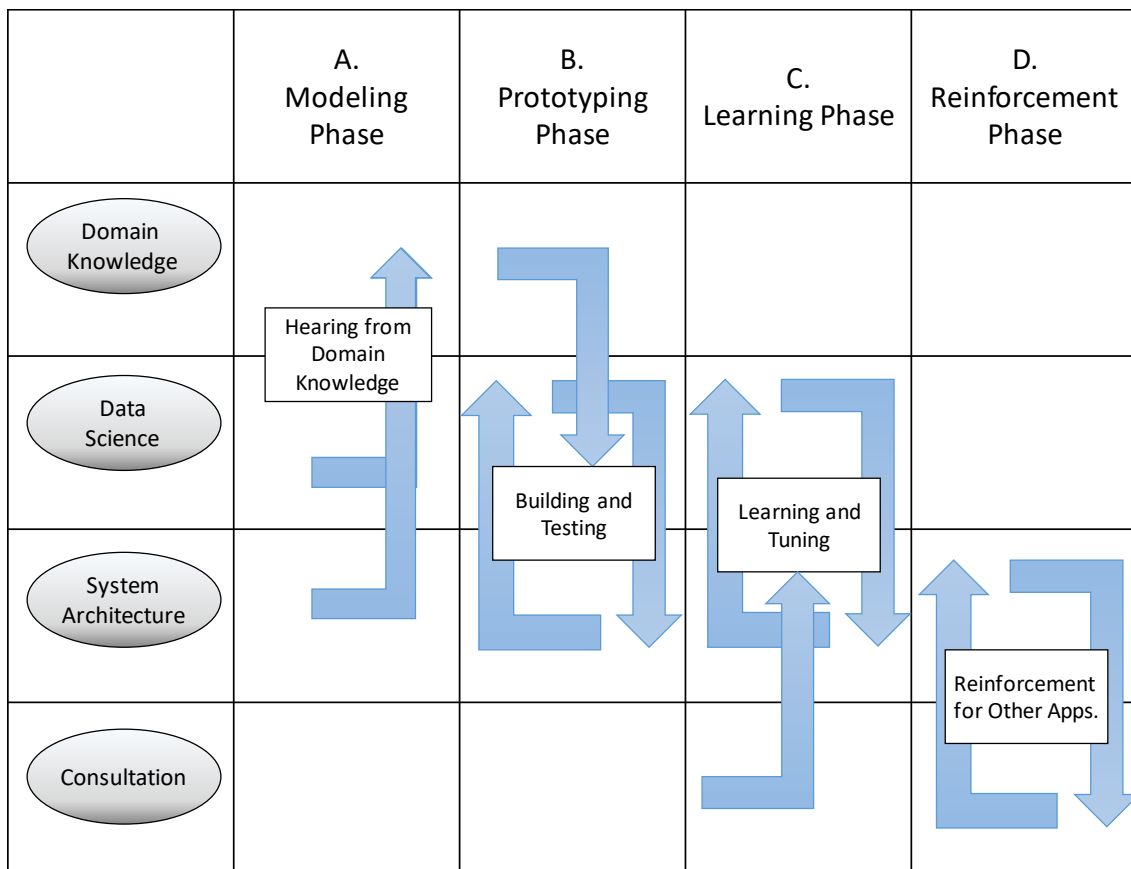 A.
Modeling
Phase
B.
Prototyping
Phase
C.
Learning Phase
D.
Reinforcement
Phase
Domain
Knowledge
Hearing from
Domain
Knowledge
Data
Science
Building and
Testing
Learning and
Tuning
System
Architecture
Reinforcement
for Other Apps.
Consultation